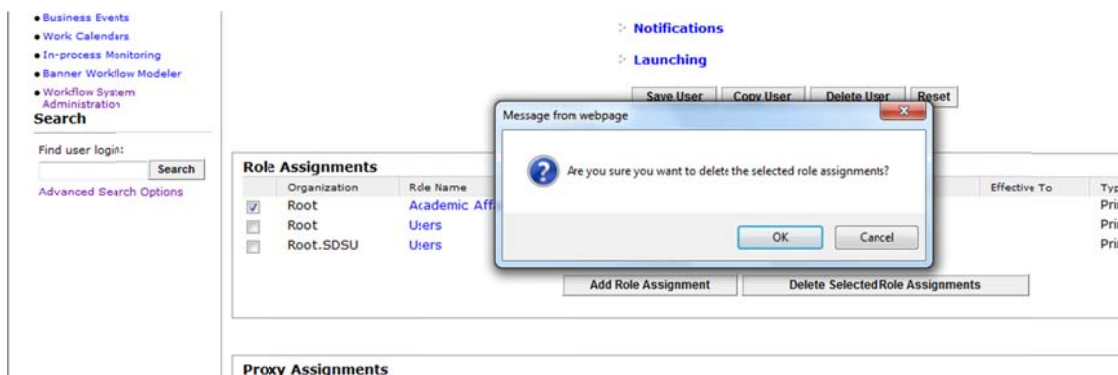 Business Events
Work Calendars
In-process Monitoring
Banner Workflow Modeler
Workflow System
Administration
Search
Find user login:
Search
Advanced Search Options
Notifications
Launching
Save User Copy User Delete User Reset
Message from webpage
Are you sure you want to delete the selected role assignments?
OK Cancel
Role Assignments
Organization Role Name Effective To
Root Academic
Root Users
Root.SDSU Users
Add Role Assignment Delete Selected Role Assignments
Proxy Assignments